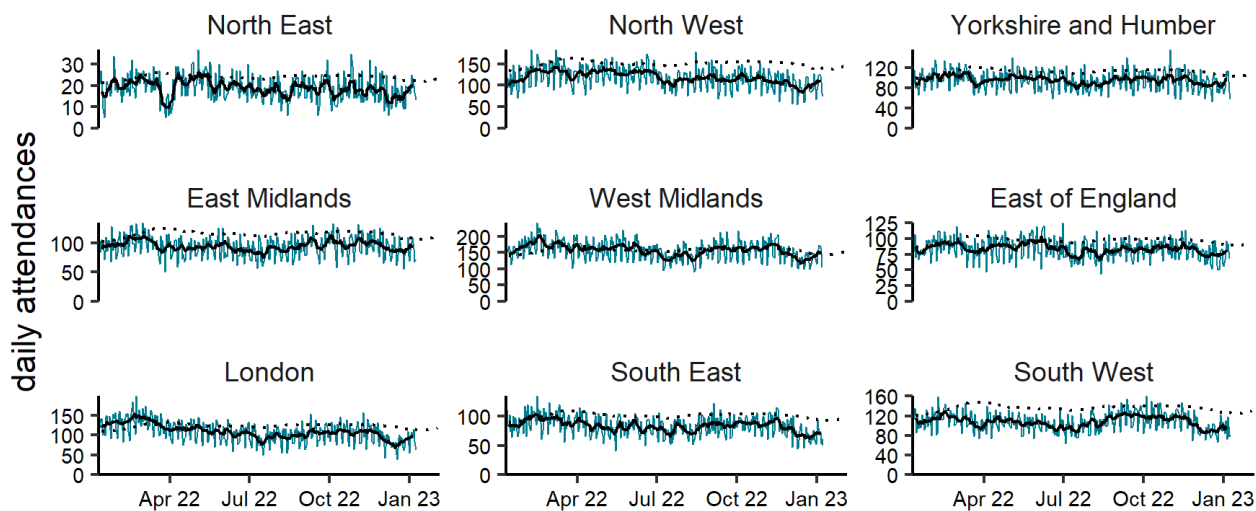 daily attendances
North East
30
20
10
0
North West
150
100
50
0
Yorkshire and Humber
120
80
40
0
East Midlands
100
50
0
West Midlands
200
150
100
50
0
East of England
125
100
75
50
25
0
London
150
100
50
0
Apr 22 Jul 22 Oct 22 Jan 23
South East
100
50
0
Apr 22 Jul 22 Oct 22 Jan 23
South West
160
120
80
40
0
Apr 22 Jul 22 Oct 22 Jan 23